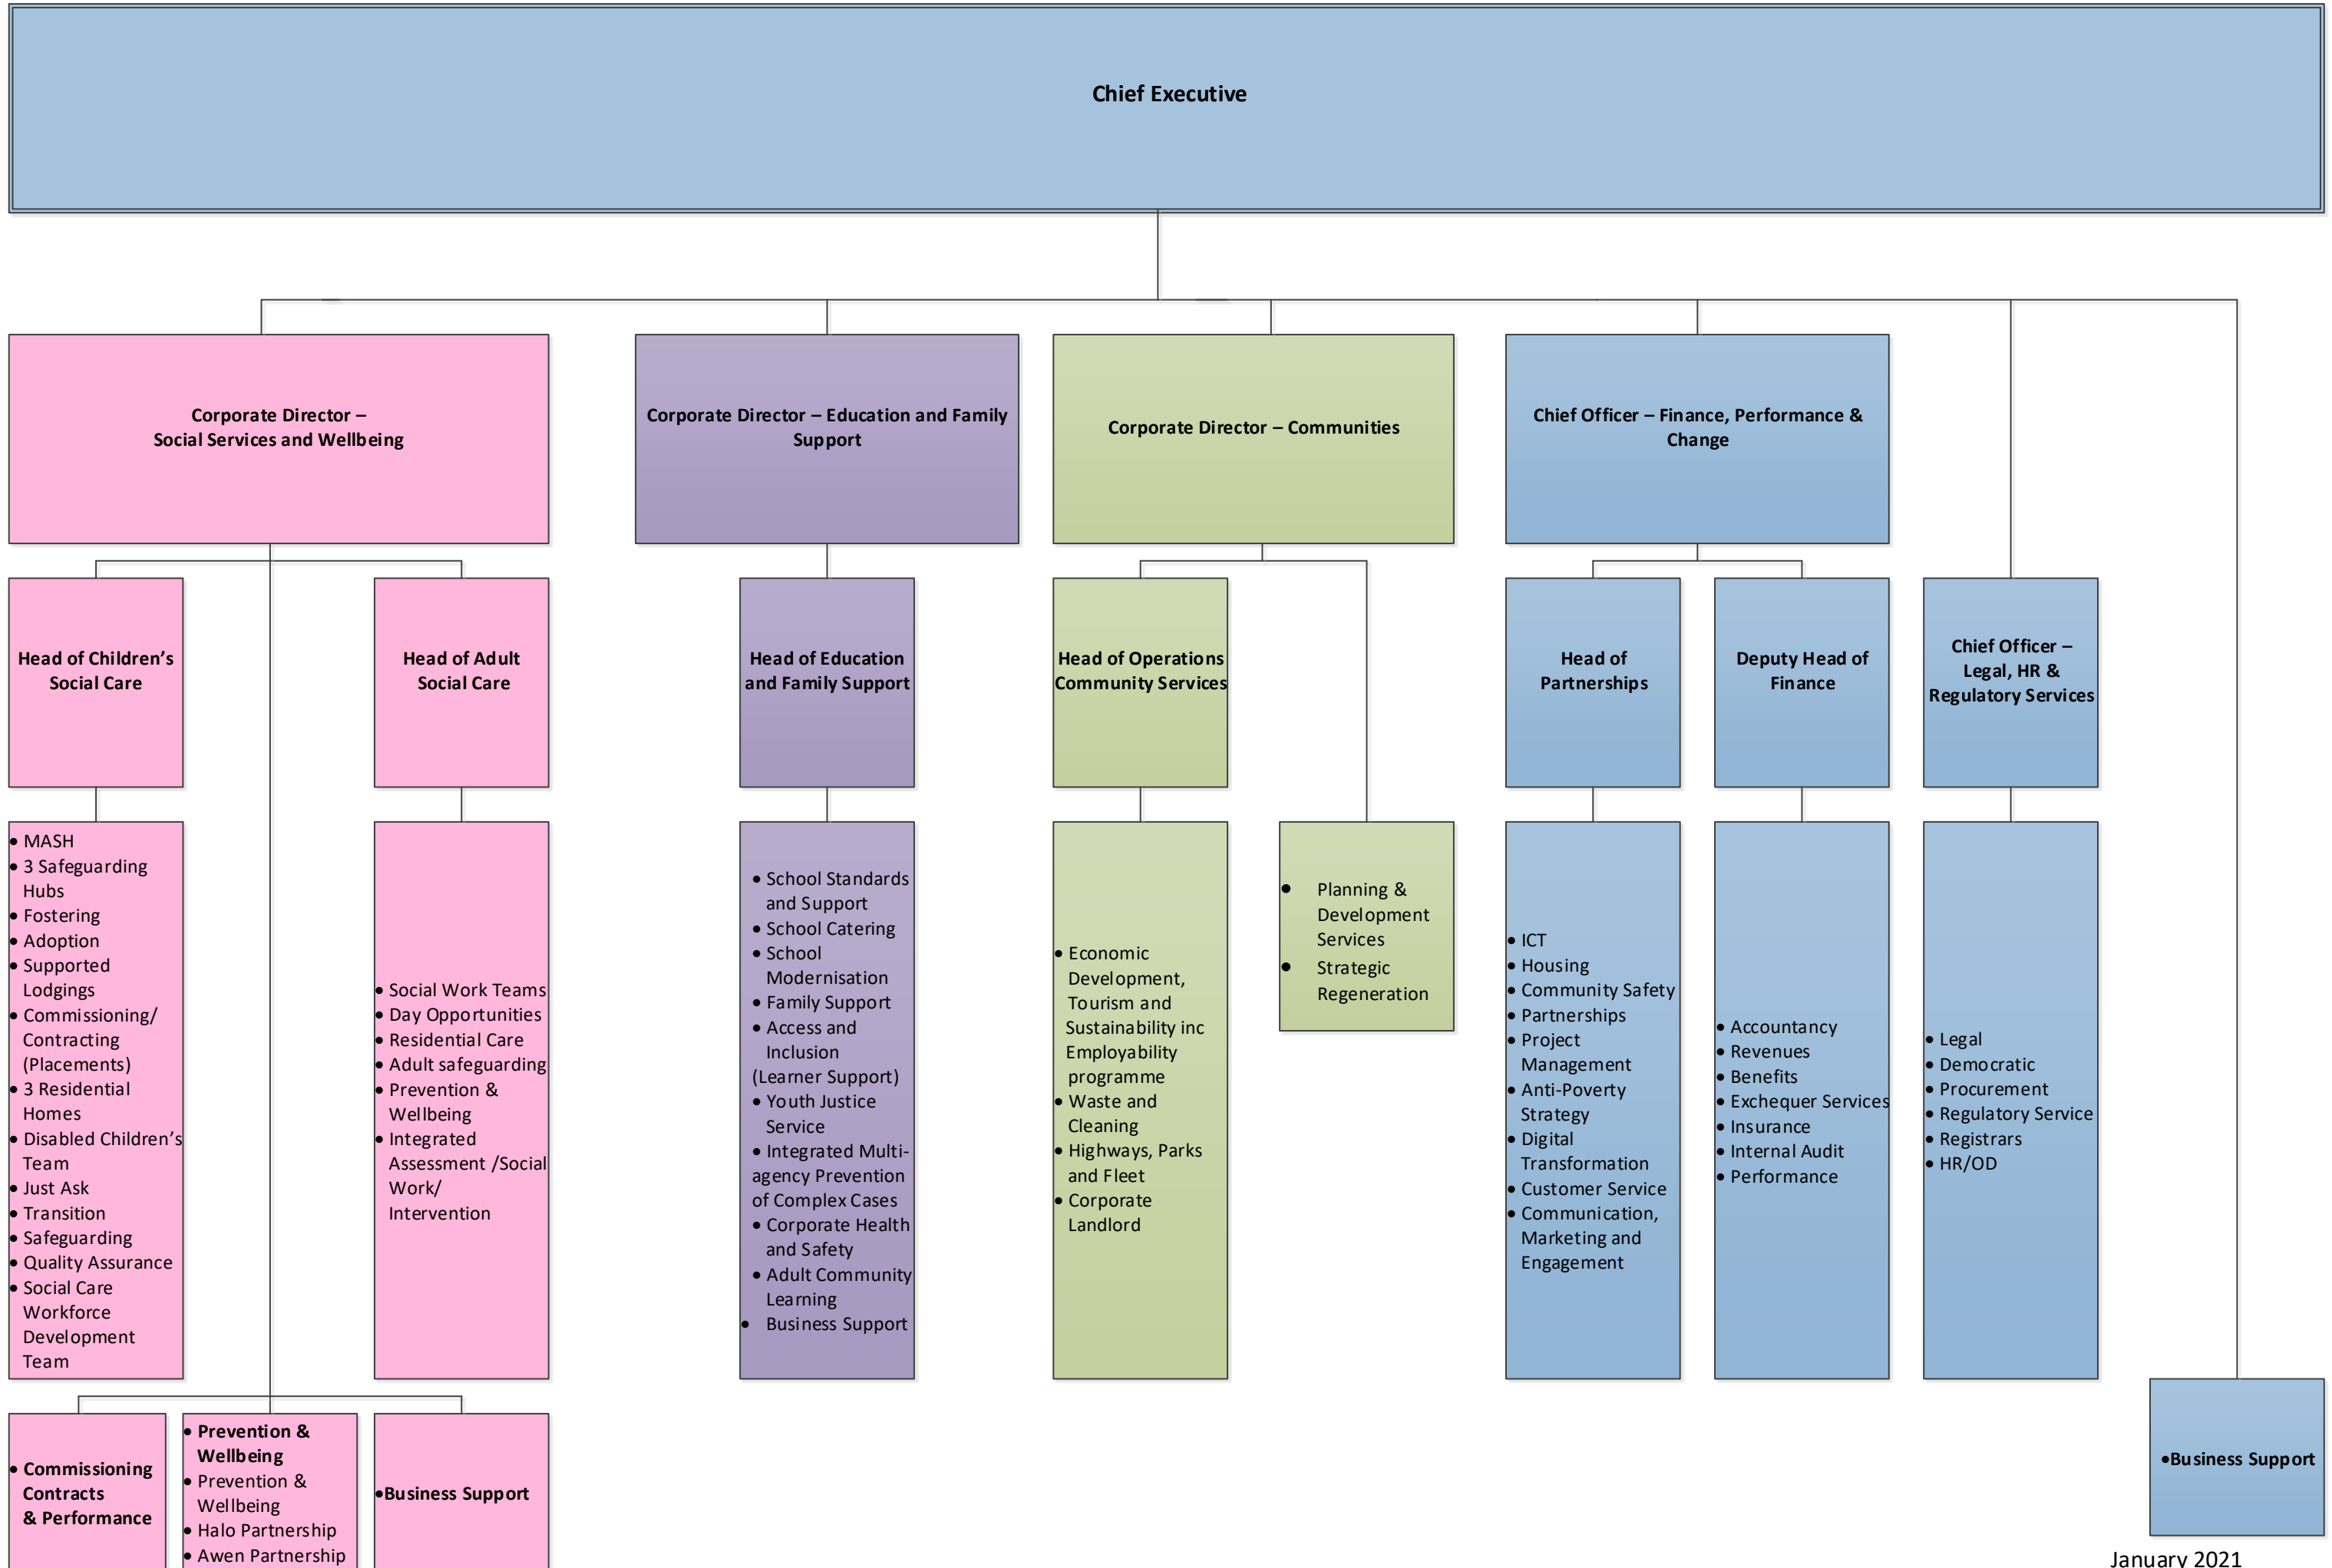 Chief Executive
Corporate Director –
Social Services and Wellbeing
Corporate Director – Education and Family
Support
Corporate Director – Communities
Chief Officer – Finance, Performance &
Change
Head of Children’s
Social Care
Head of Adult
Social Care
Head of Education
and Family Support
Head of Operations
Community Services
Head of
Partnerships
Deputy Head of
Finance
Chief Officer –
Legal, HR &
Regulatory Services
• MASH
• 3 Safeguarding
Hubs
• Fostering
• Adoption
• Supported
Lodgings
• Commissioning/
Contracting
(Placements)
• 3 Residential
Homes
• Disabled Children’s
Team
• Just Ask
• Transition
• Safeguarding
• Quality Assurance
• Social Care
Workforce
Development
Team
• Social Work Teams
• Day Opportunities
• Residential Care
• Adult safeguarding
• Prevention &
Wellbeing
• Integrated
Assessment /Social
Work/
Intervention
• School Standards
and Support
• School Catering
• School
Modernisation
• Family Support
• Access and
Inclusion
(Learner Support)
• Youth Justice
Service
• Integrated Multi-
agency Prevention
of Complex Cases
• Corporate Health
and Safety
• Adult Community
Learning
• Business Support
• Economic
Development,
Tourism and
Sustainability inc
Employability
programme
• Waste and
Cleaning
• Highways, Parks
and Fleet
• Corporate
Landlord
• Planning &
Development
Services
• Strategic
Regeneration
• ICT
• Housing
• Community Safety
• Partnerships
• Project
Management
• Anti-Poverty
Strategy
• Digital
Transformation
• Customer Service
• Communication,
Marketing and
Engagement
• Accountancy
• Revenues
• Benefits
• Exchequer Services
• Insurance
• Internal Audit
• Performance
• Legal
• Democratic
• Procurement
• Regulatory Service
• Registrars
• HR/OD
• Commissioning
Contracts
& Performance
• Prevention &
Wellbeing
• Prevention &
Wellbeing
• Halo Partnership
• Awen Partnership
•Business Support
•Business Support
January 2021